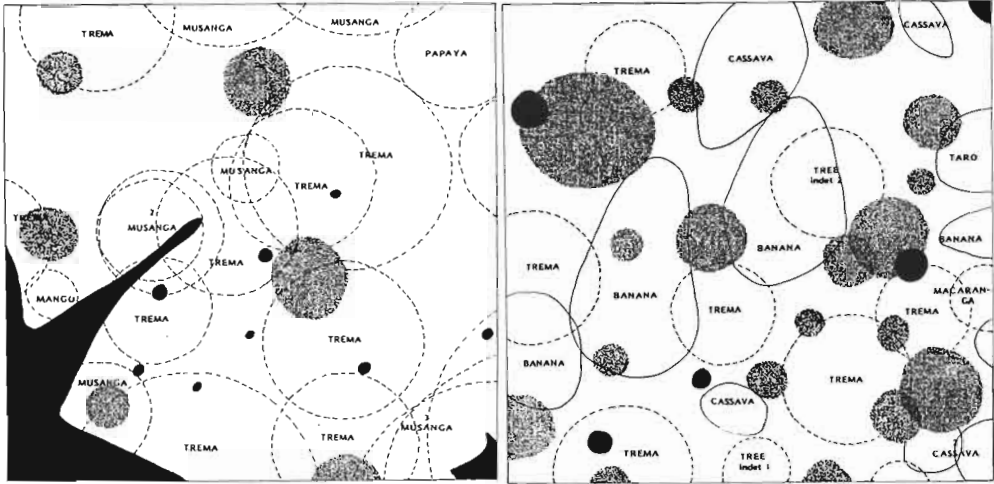 TREMA
MUSANGA
MUSANGA
PAPAYA
TREMA
MUSANGA
TREMA
TREMA
?
MUSANGA
TREMA
MANGO
TREMA
TREMA
MUSANGA
MUSANGA
TREMA
TREMA
CASSAVA
CASSAVA
TREMA
TARO
TREE
indet 2
BANANA
BANANA
TREMA
MACARAN-
GA
BANANA
TREMA
TREMA
BANANA
TREMA
CASSAVA
TREMA
TREE
indet 1
CASSAVA